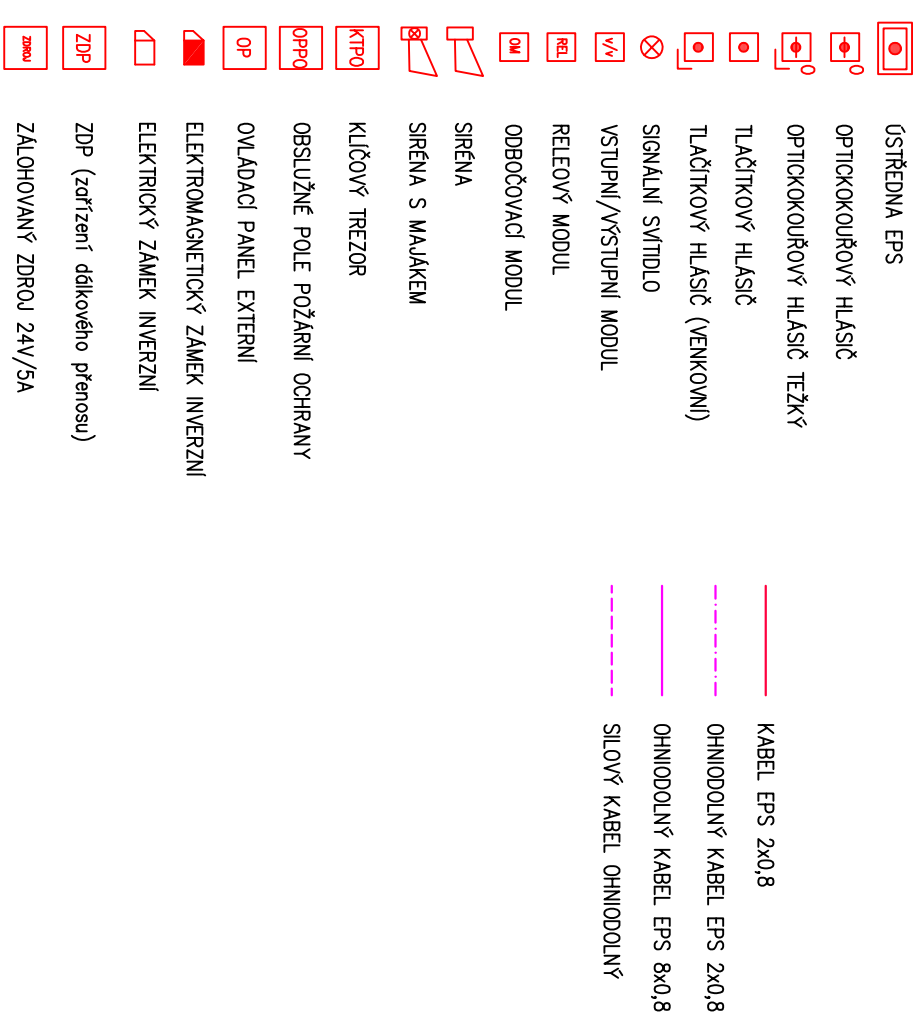 ÚSTŘEDNA EPS
OPTICKOKOUŘOVÝ HLÁSIČ
OPTICKOKOUŘOVÝ HLÁSIČ TEŽKÝ
TLAČÍTKOVÝ HLÁSIČ
TLAČÍTKOVÝ HLÁSIČ (VENKOVNÍ)
SIGNÁLNÍ SVÍTIDLO
V/V VSTUPNÍ/VÝSTUPNÍ MODUL
REL RELEOVÝ MODUL
OM ODBOČOVACÍ MODUL
SIRÉNA
SIRÉNA S MAJÁKEM
KTPO KLÍČOVÝ TREZOR
OPPO OBSLUŽNÉ POLE POŽÁRNÍ OCHRANY
OP OVLÁDACÍ PANEL EXTERNÍ
ELEKTROMAGNETICKÝ ZÁMEK INVERZNÍ
ELEKTRICKÝ ZÁMEK INVERZNÍ
ZDP ZDP (zařízení dálkového přenosu)
ZDROJ ZÁLOHOVANÝ ZDROJ 24V/5A
KABEL EPS 2x0,8
OHNIODOLNÝ KABEL EPS 2x0,8
OHNIODOLNÝ KABEL EPS 8x0,8
SILOVÝ KABEL OHNIODOLNÝ